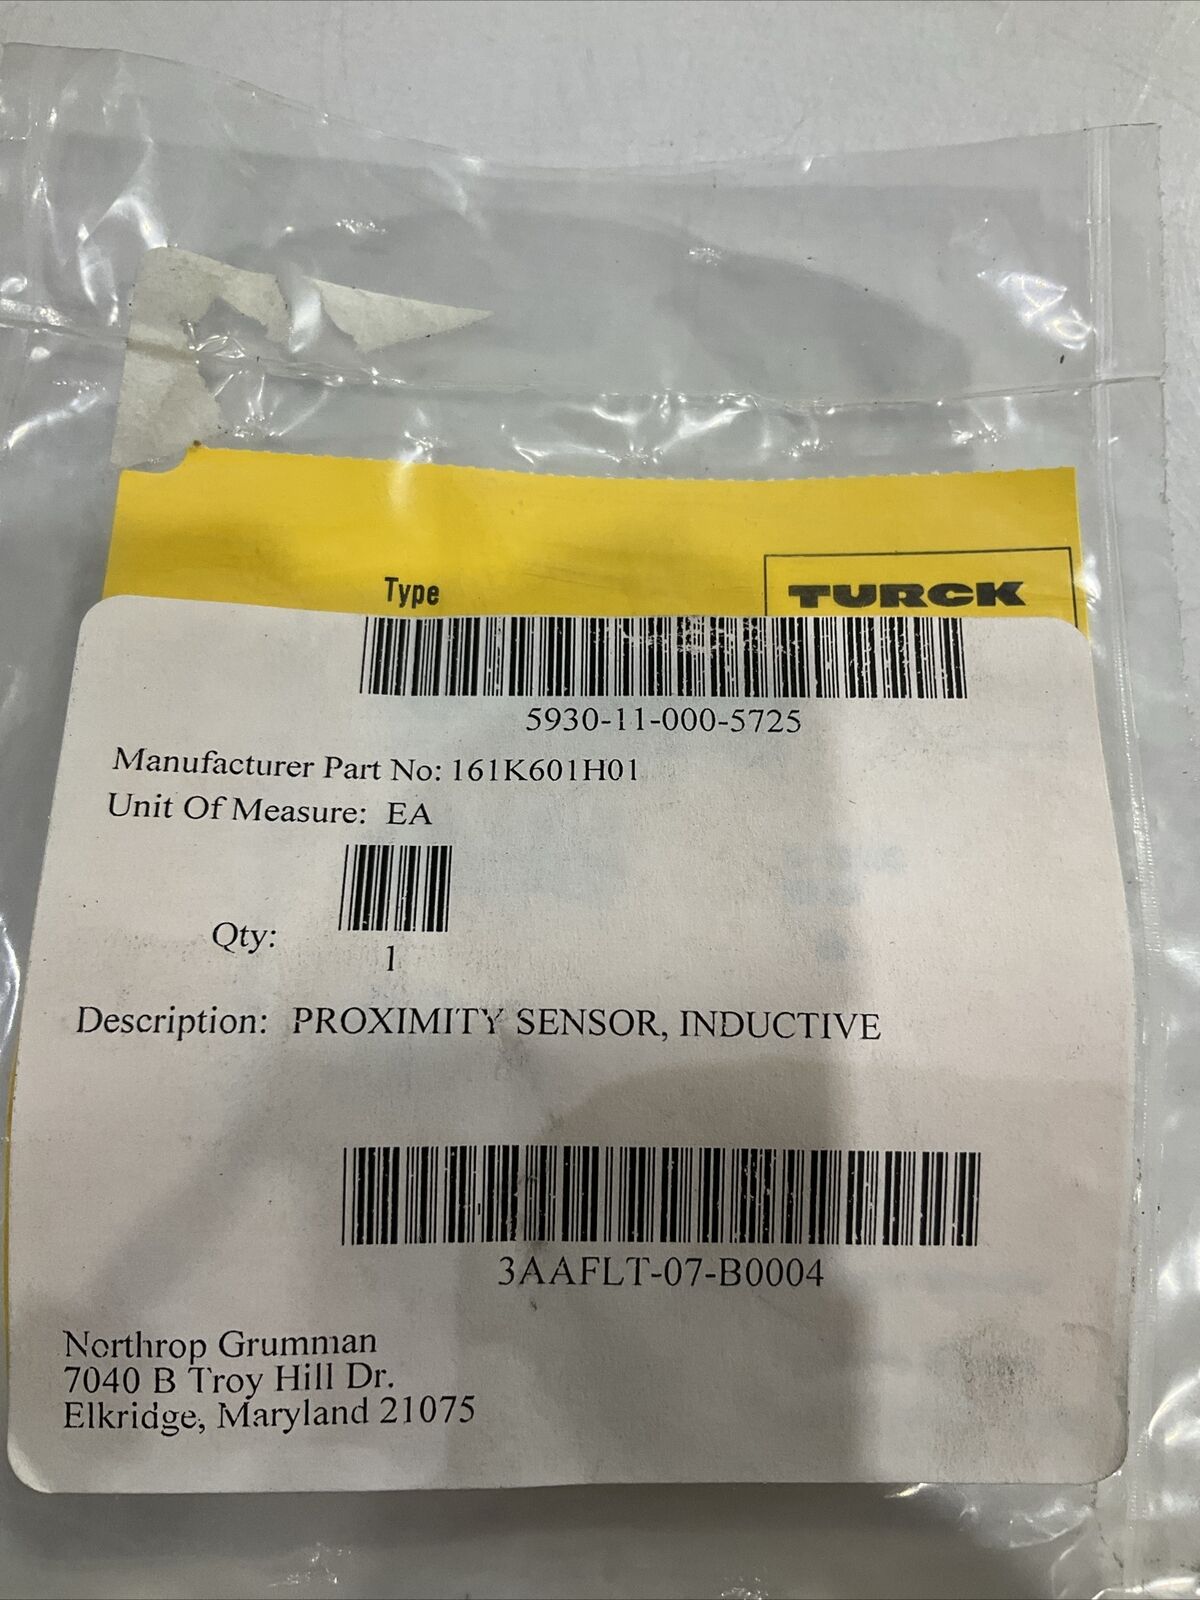 Type
TURCK
5930-11-000-5725
Manufacturer Part No: 161K601H01
Unit Of Measure: EA
Qty:
1
Description: PROXIMITY SENSOR, INDUCTIVE
3AAFLT-07-B0004
Northrop Grumman
7040 B Troy Hill Dr.
Elkridge, Maryland 21075